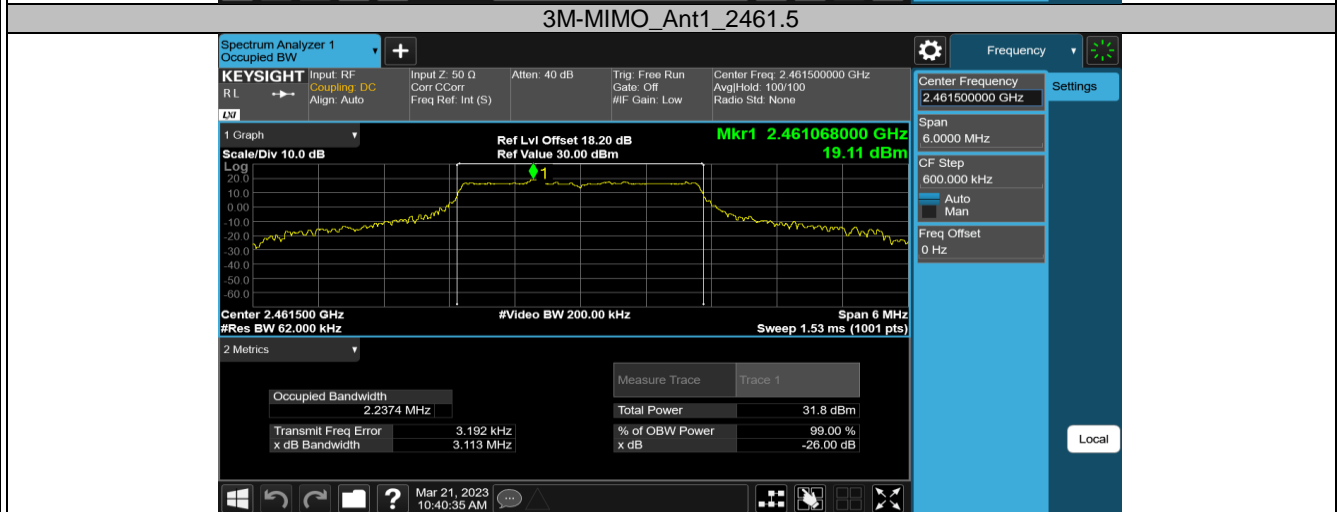 3M-MIMO_Ant1_2461.5
Spectrum Analyzer 1
Occupied BW
Frequency
KEYSIGHT
Input: RF
Input Z: 50 Ω
Atten: 40 dB
Trig: Free Run
Center Freq: 2.461500000 GHz
RL
Coupling: DC
Corr CCorr
Gate: Off
Avg|Hold: 100/100
Align: Auto
Freq Ref: Int (S)
#IF Gain: Low
Radio Std: None
LXI
Center Frequency
2.461500000 GHz
Settings
Span
6.0000 MHz
CF Step
600.000 kHz
Auto
Man
Freq Offset
0 Hz
1 Graph
Ref Lvl Offset 18.20 dB
Mkr1 2.461068000 GHz
Scale/Div 10.0 dB
Ref Value 30.00 dBm
19.11 dBm
Log
1
20.0
10.0
0.00
-10.0
-20.0
-30.0
-40.0
-50.0
-60.0
Center 2.461500 GHz
#Video BW 200.00 kHz
Span 6 MHz
#Res BW 62.000 kHz
Sweep 1.53 ms (1001 pts)
2 Metrics
Measure Trace
Trace 1
Occupied Bandwidth
2.2374 MHz
Total Power
31.8 dBm
Transmit Freq Error
3.192 kHz
% of OBW Power
99.00 %
x dB Bandwidth
3.113 MHz
x dB
-26.00 dB
Local
?
Mar 21, 2023
10:40:35 AM